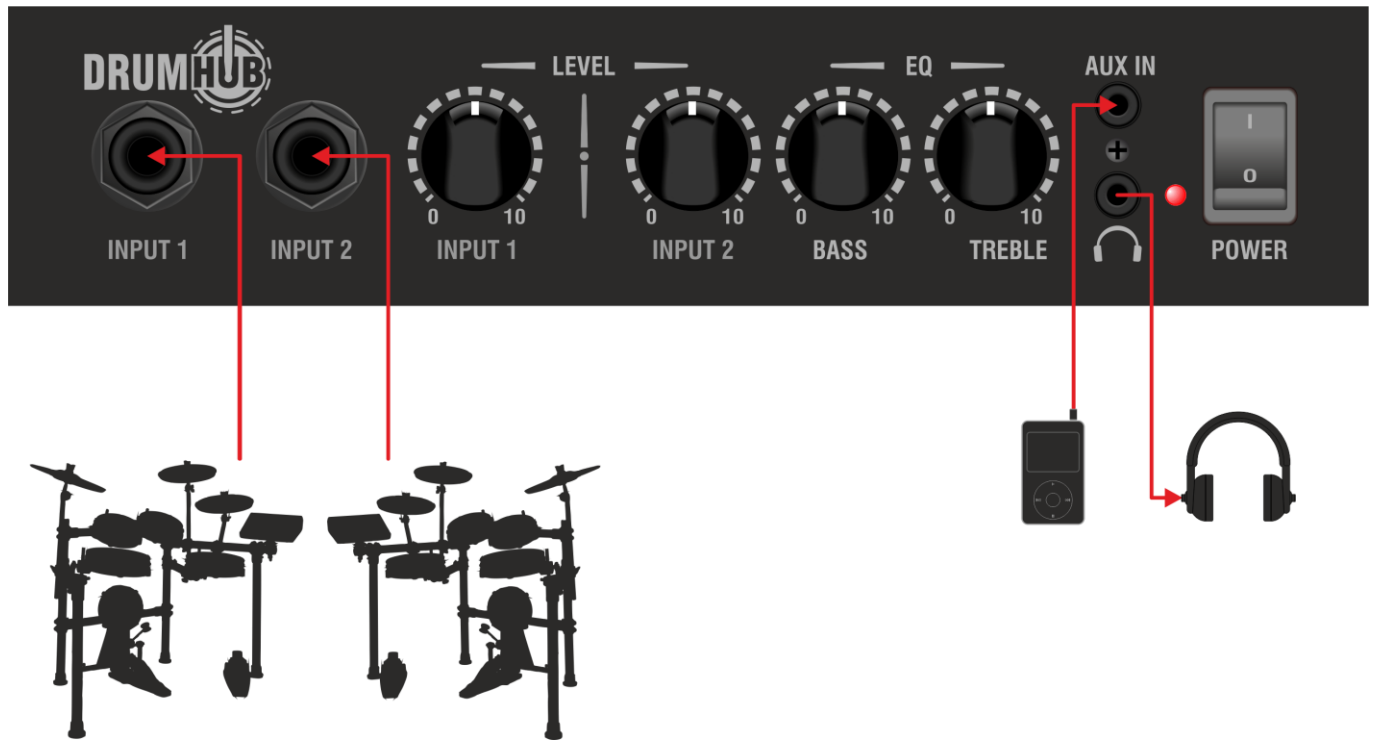 DRUMHUB
LEVEL
EQ
AUX IN
I
O
0 10
0 10
0 10
0 10
INPUT 1
INPUT 2
INPUT 1
INPUT 2
BASS
TREBLE
POWER